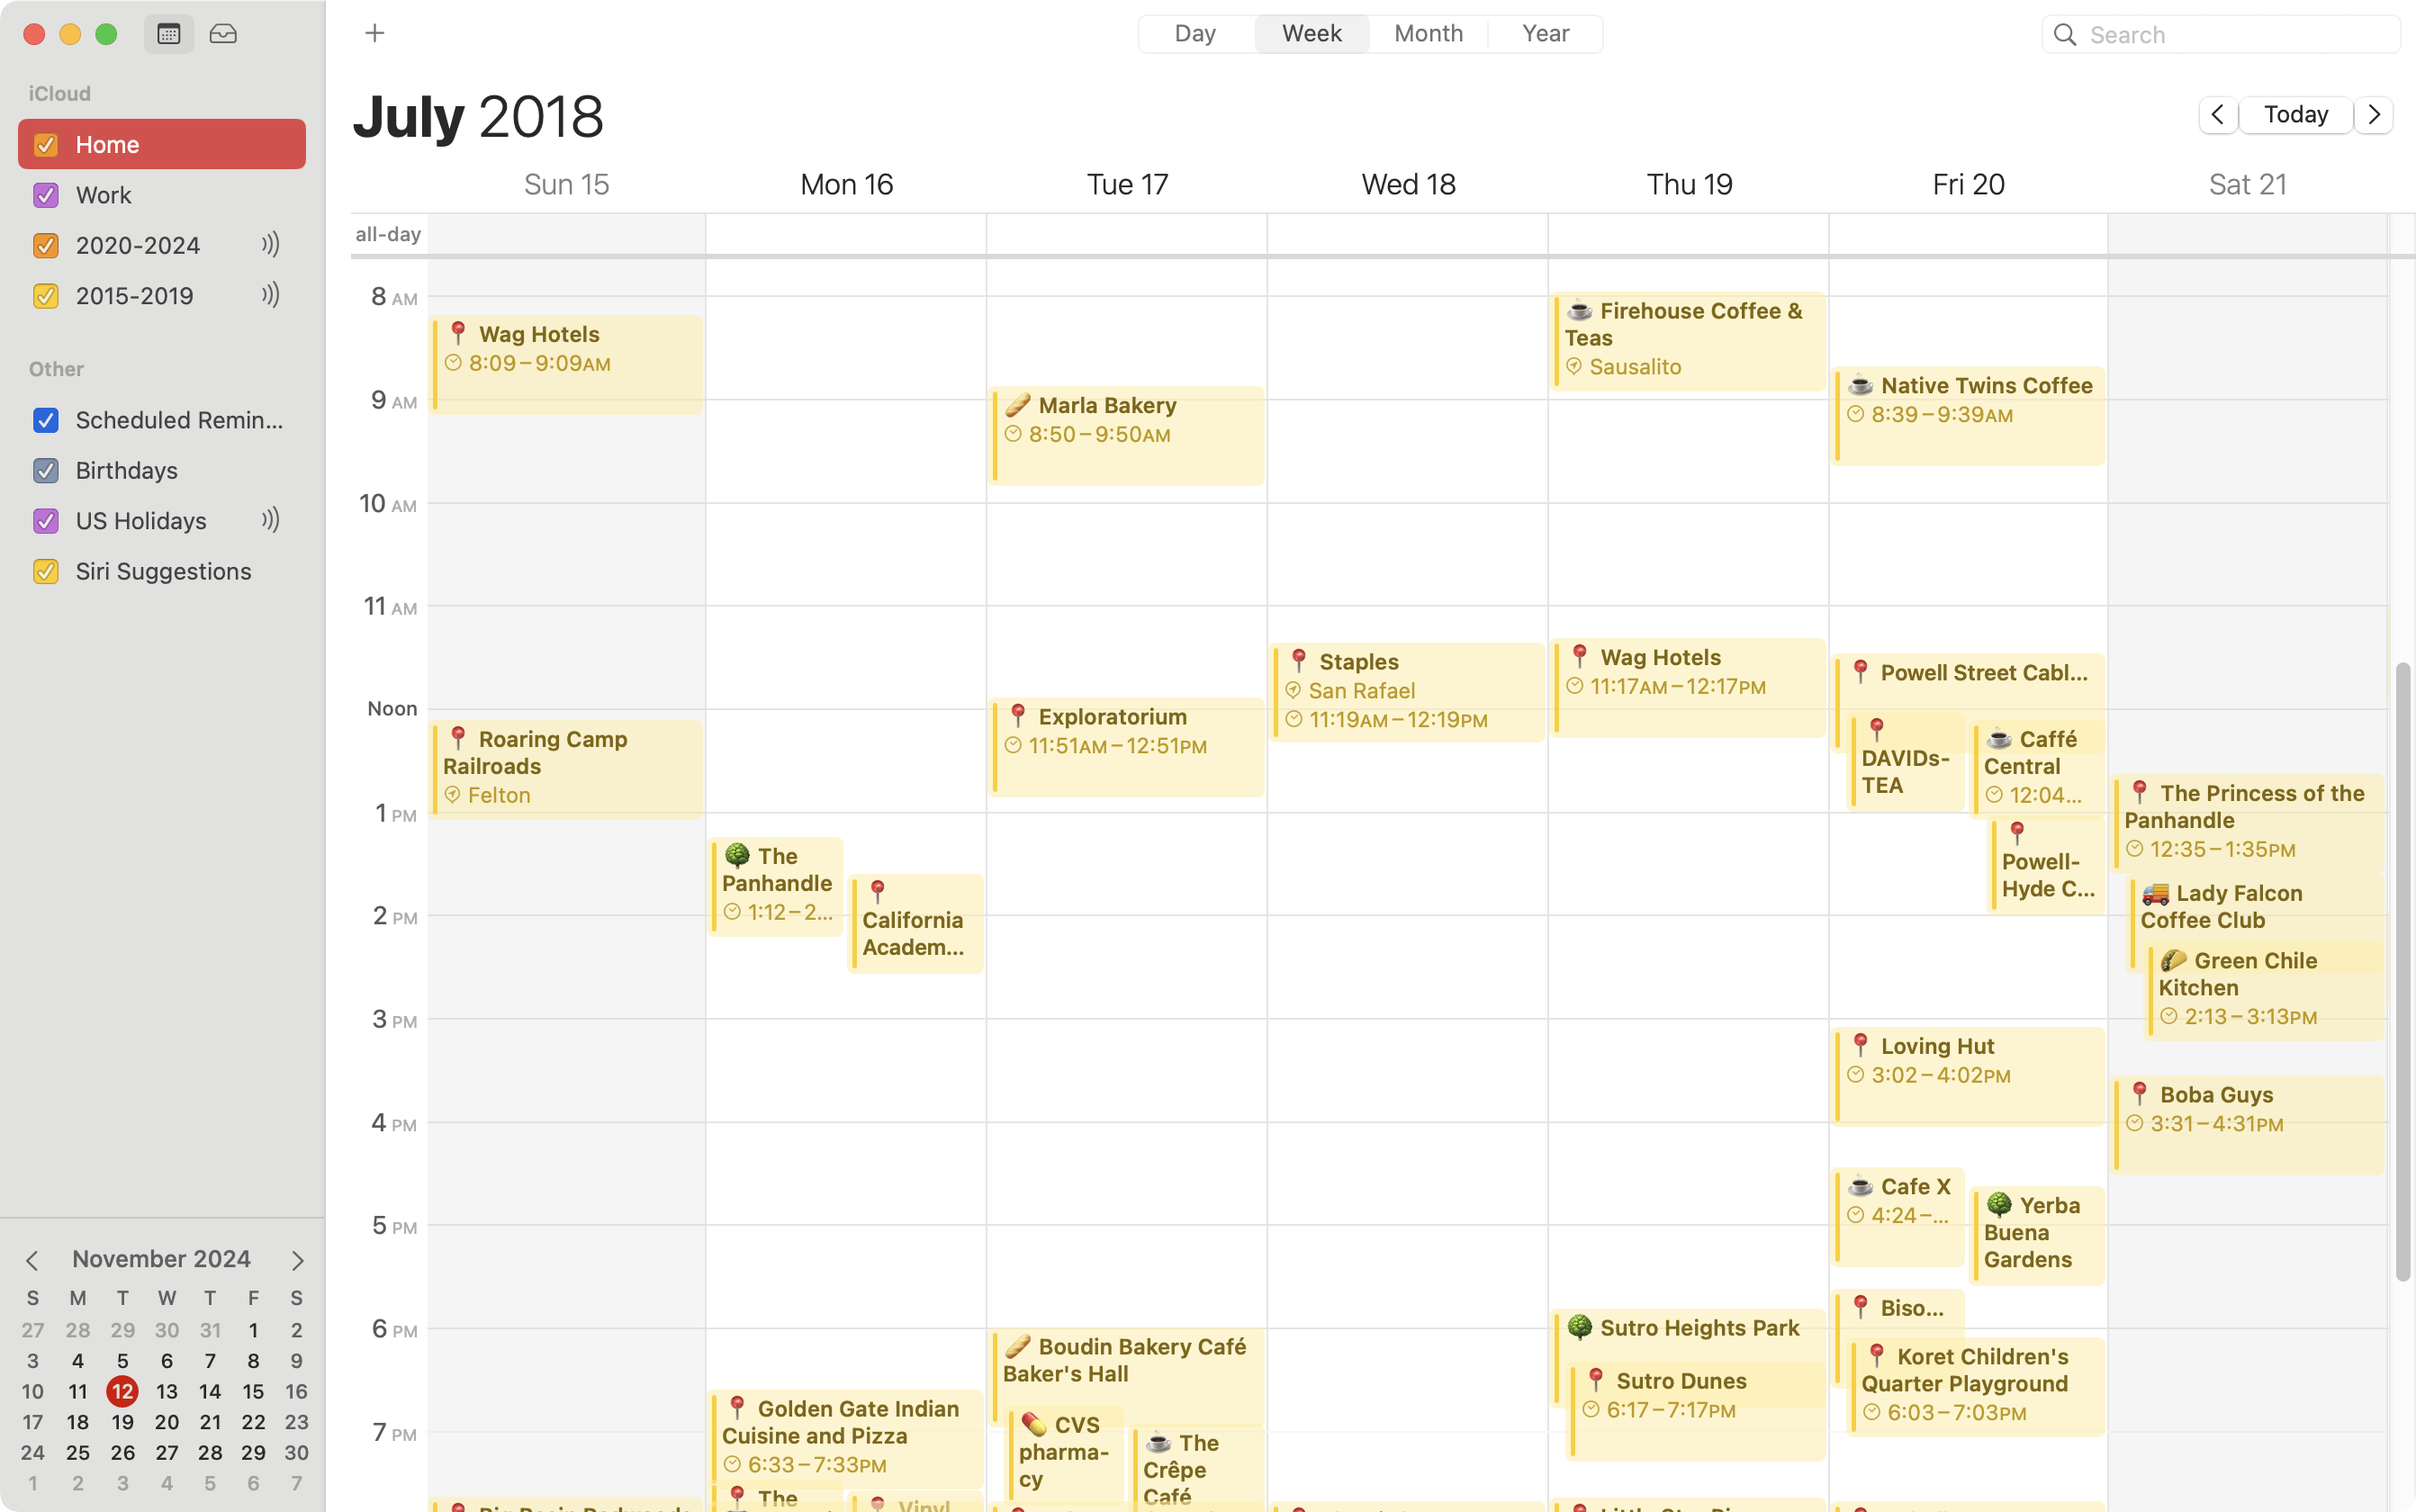 Day Week Month Year
Search
iCloud
Home
Work
2020-2024
2015-2019
Other
Scheduled Remin...
Birthdays
US Holidays
Siri Suggestions
November 2024
S M T W T F S
27 28 29 30 31 1 2
3 4 5 6 7 8 9
10 11 12 13 14 15 16
17 18 19 20 21 22 23
24 25 26 27 28 29 30
1 2 3 4 5 6 7
July 2018
Today
Sun 15 Mon 16 Tue 17 Wed 18 Thu 19 Fri 20 Sat 21
all-day
8 AM
9 AM
10 AM
11 AM
Noon
1 PM
2 PM
3 PM
4 PM
5 PM
6 PM
7 PM
Wag Hotels
8:09–9:09AM
Roaring Camp
Railroads
Felton
The
Panhandle
1:12–2...
California
Academ...
Golden Gate Indian
Cuisine and Pizza
6:33–7:33PM
The
Vinyl
Marla Bakery
8:50–9:50AM
Exploratorium
11:51AM–12:51PM
Boudin Bakery Café
Baker's Hall
CVS
pharma-
cy
The
Crêpe
Café
Staples
San Rafael
11:19AM–12:19PM
Firehouse Coffee &
Teas
Sausalito
Wag Hotels
11:17AM–12:17PM
Sutro Heights Park
Sutro Dunes
6:17–7:17PM
Native Twins Coffee
8:39–9:39AM
Powell Street Cabl...
DAVIDs-
TEA
Caffé
Central
12:04...
Powell-
Hyde C...
Loving Hut
3:02–4:02PM
Cafe X
4:24–...
Yerba
Buena
Gardens
Biso...
Koret Children's
Quarter Playground
6:03–7:03PM
The Princess of the
Panhandle
12:35–1:35PM
Lady Falcon
Coffee Club
Green Chile
Kitchen
2:13–3:13PM
Boba Guys
3:31–4:31PM